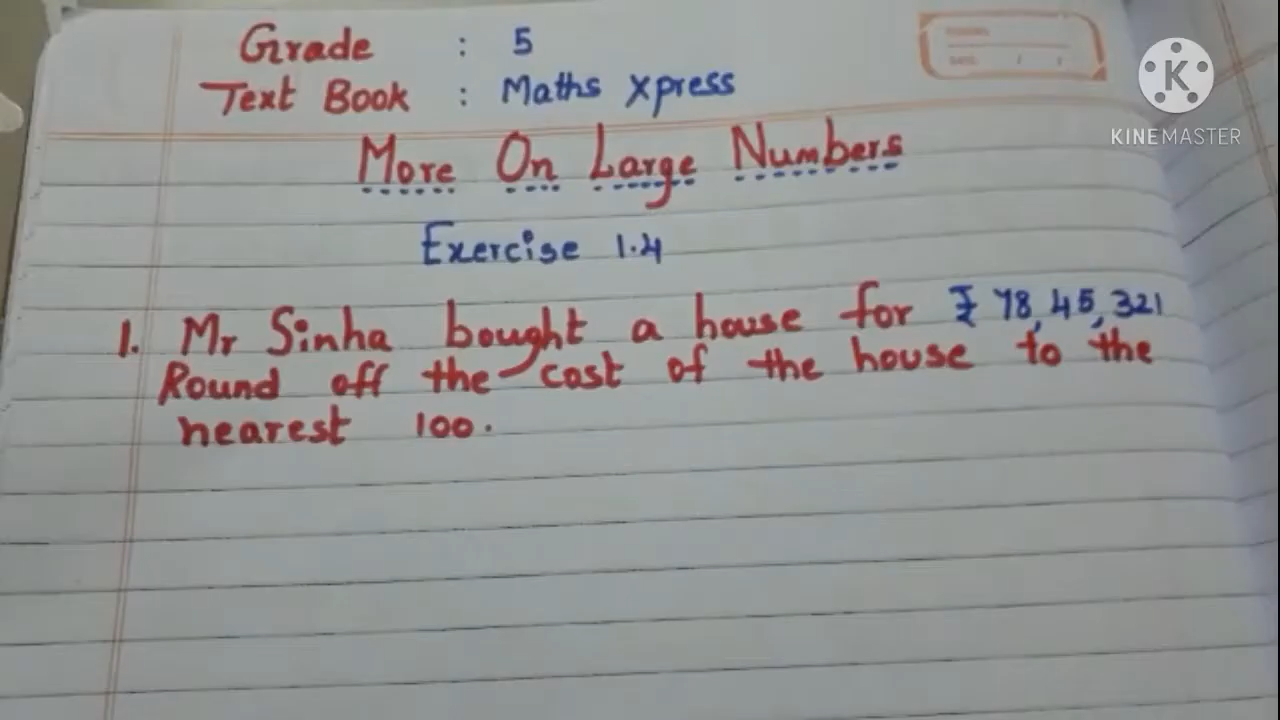 Grade : 5
Text Book : Maths Xpress
KINEMASTER
More On Large Numbers
Exercise 1.4
1. Mr Sinha bought a house for ₹ 78,45,321
Round off the cost of the house to the
nearest 100.